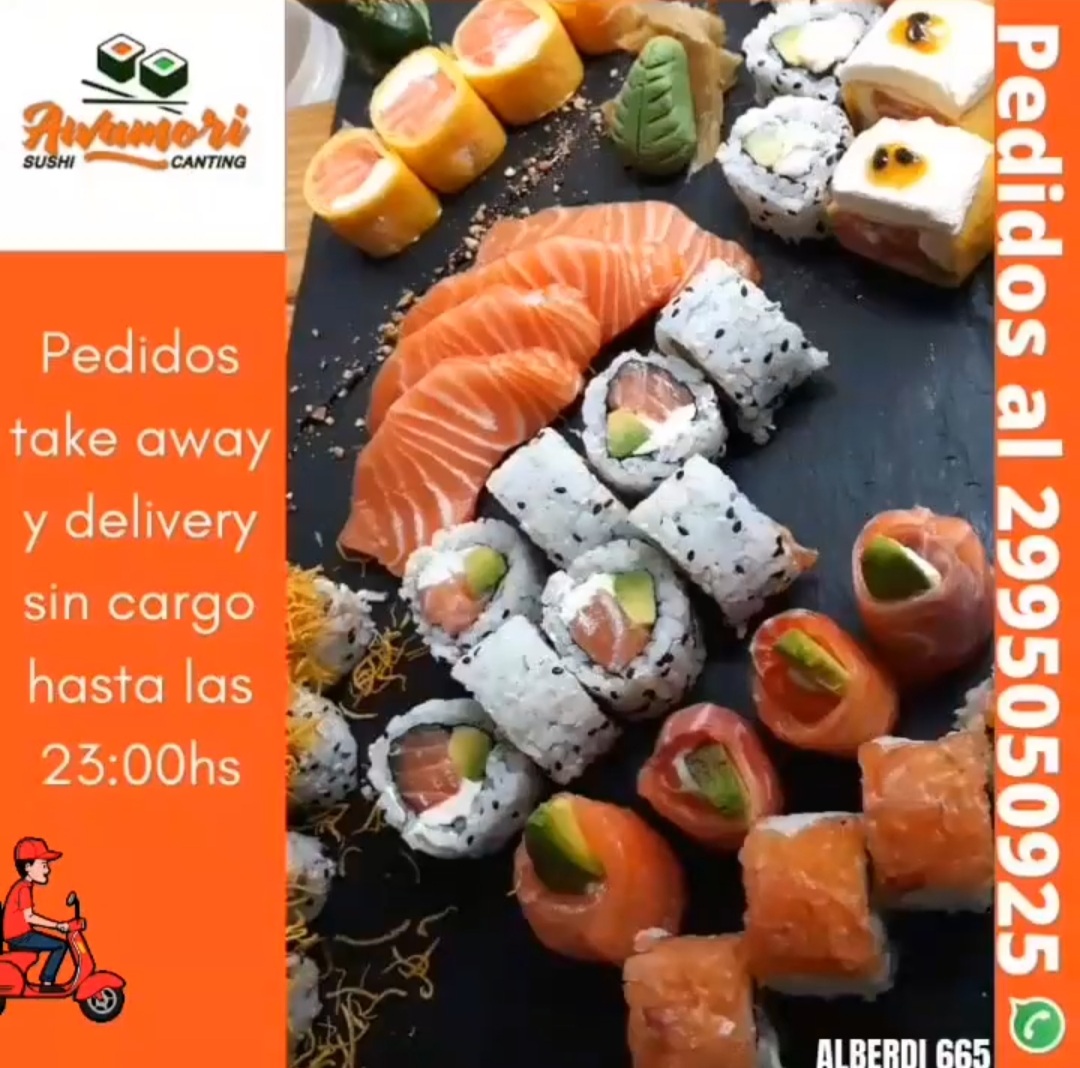 Awamori
SUSHI CANTING
Pedidos
take away
y delivery
sin cargo
hasta las
23:00hs
Pedidos al 2995050925
ALBERDI 665